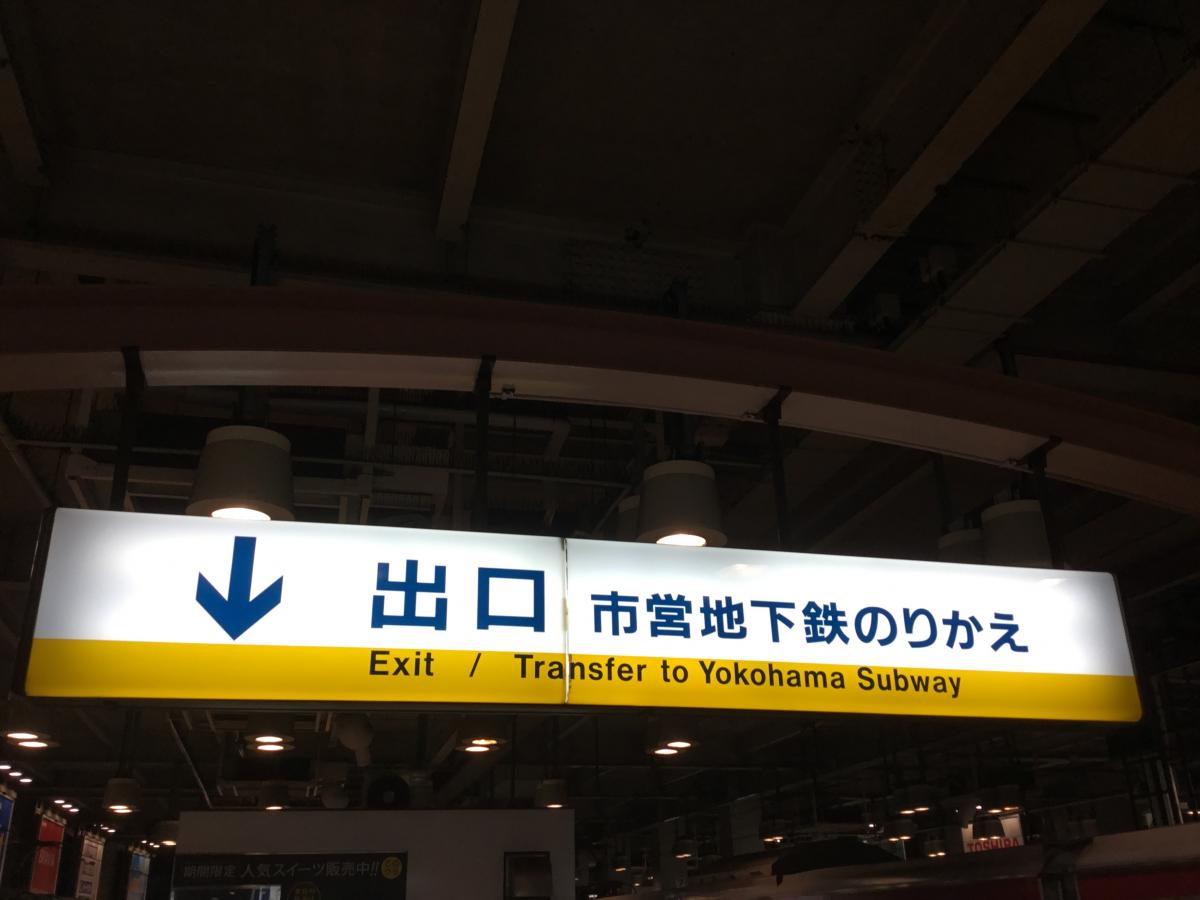 出口 市営地下鉄のりかえ
Exit / Transfer to Yokohama Subway
期間限定 人気スイーツ販売中!!
TOSHIBA